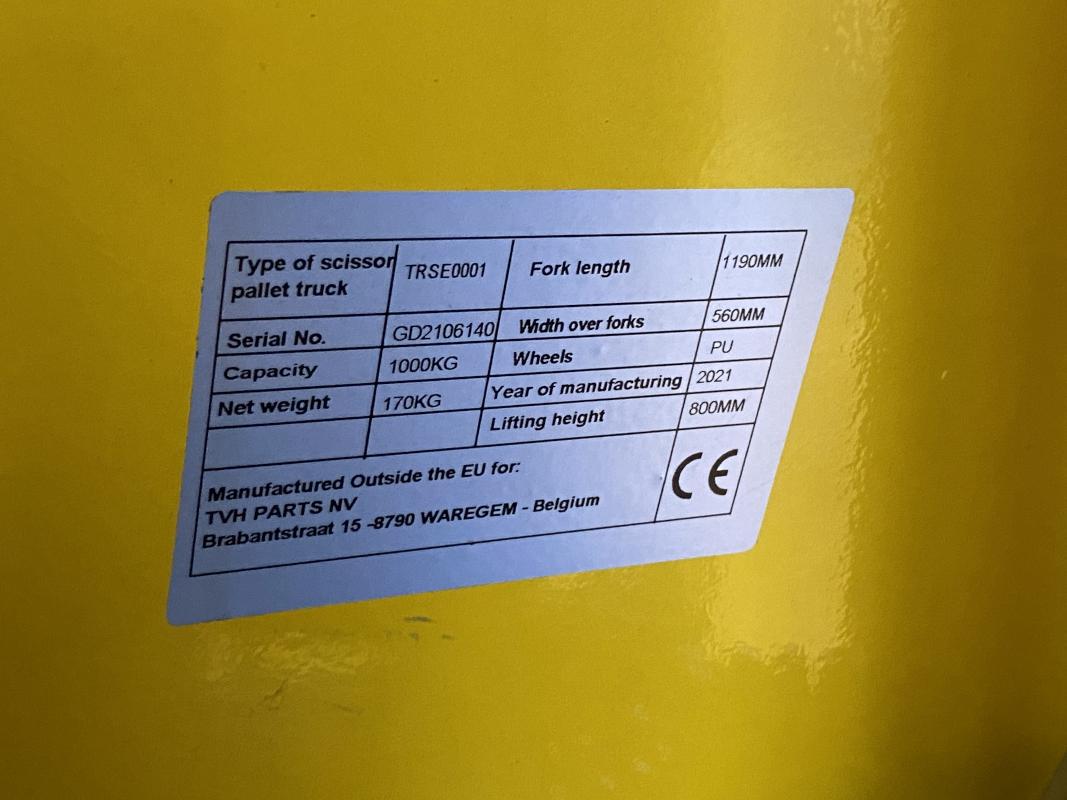 Type of scissor pallet truck TRSE0001 Fork length 1190MM
Serial No. GD2106140 Width over forks 560MM
Capacity 1000KG Wheels PU
Net weight 170KG Year of manufacturing 2021
Lifting height 800MM
Manufactured Outside the EU for:
TVH PARTS NV
Brabantstraat 15 -8790 WAREGEM - Belgium
CE